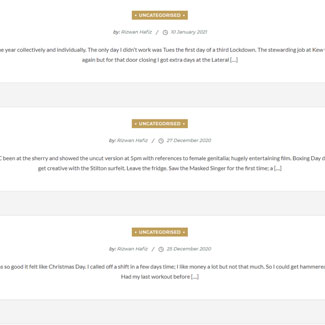 • UNCATEGORISED •
by: Rizwan Hafiz / 10 January 2021
e year collectively and individually. The only day I didn't work was Tues the first day of a third Lockdown. The stewarding job at Kew
again but for that door closing I got extra days at the Lateral [...]
• UNCATEGORISED •
by: Rizwan Hafiz / 27 December 2020
C been at the sherry and showed the uncut version at 5pm with references to female genitalia; hugely entertaining film. Boxing Day d
get creative with the Stilton surfeit. Leave the fridge. Saw the Masked Singer for the first time; a [...]
• UNCATEGORISED •
by: Rizwan Hafiz / 25 December 2020
s so good it felt like Christmas Day. I called off a shift in a few days time; I like money a lot but not that much. So I could get hammered
Had my last workout before [...]